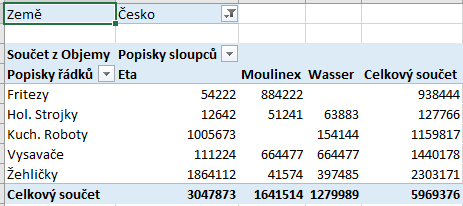 Země Česko
Součet z Objemy Popisky sloupců
Popisky řádků Eta Moulinex Wasser Celkový součet
Fritezy 54222 884222 938444
Hol. Strojky 12642 51241 63883 127766
Kuch. Roboty 1005673 154144 1159817
Vysavače 111224 664477 664477 1440178
Žehličky 1864112 41574 397485 2303171
Celkový součet 3047873 1641514 1279989 5969376